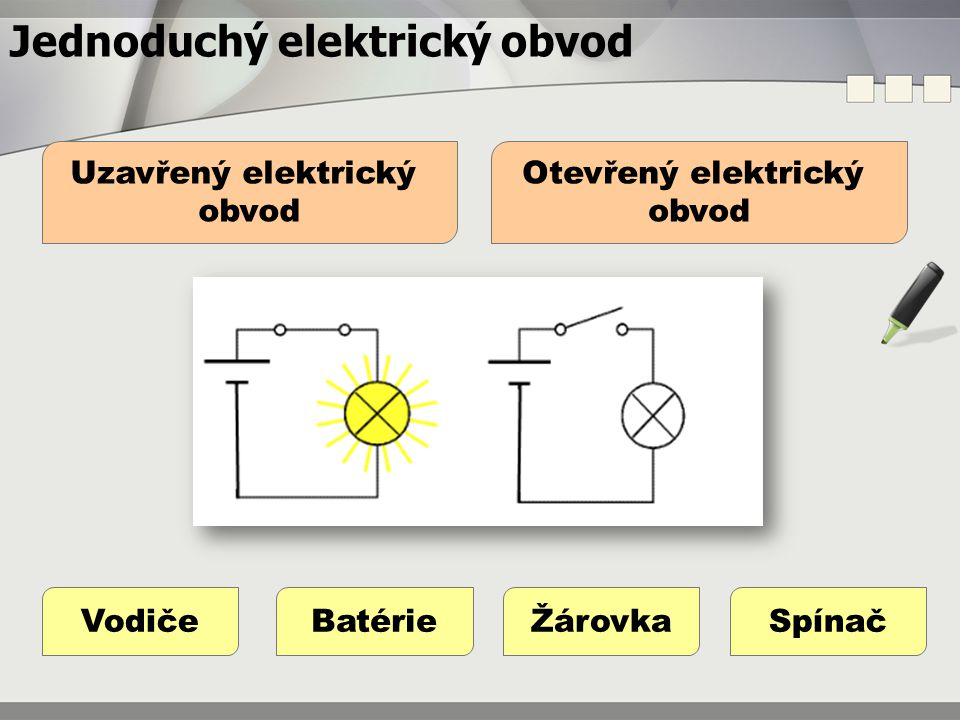 Jednoduchý elektrický obvod
Uzavřený elektrický
obvod
Otevřený elektrický
obvod
Vodiče
Batérie
Žárovka
Spínač